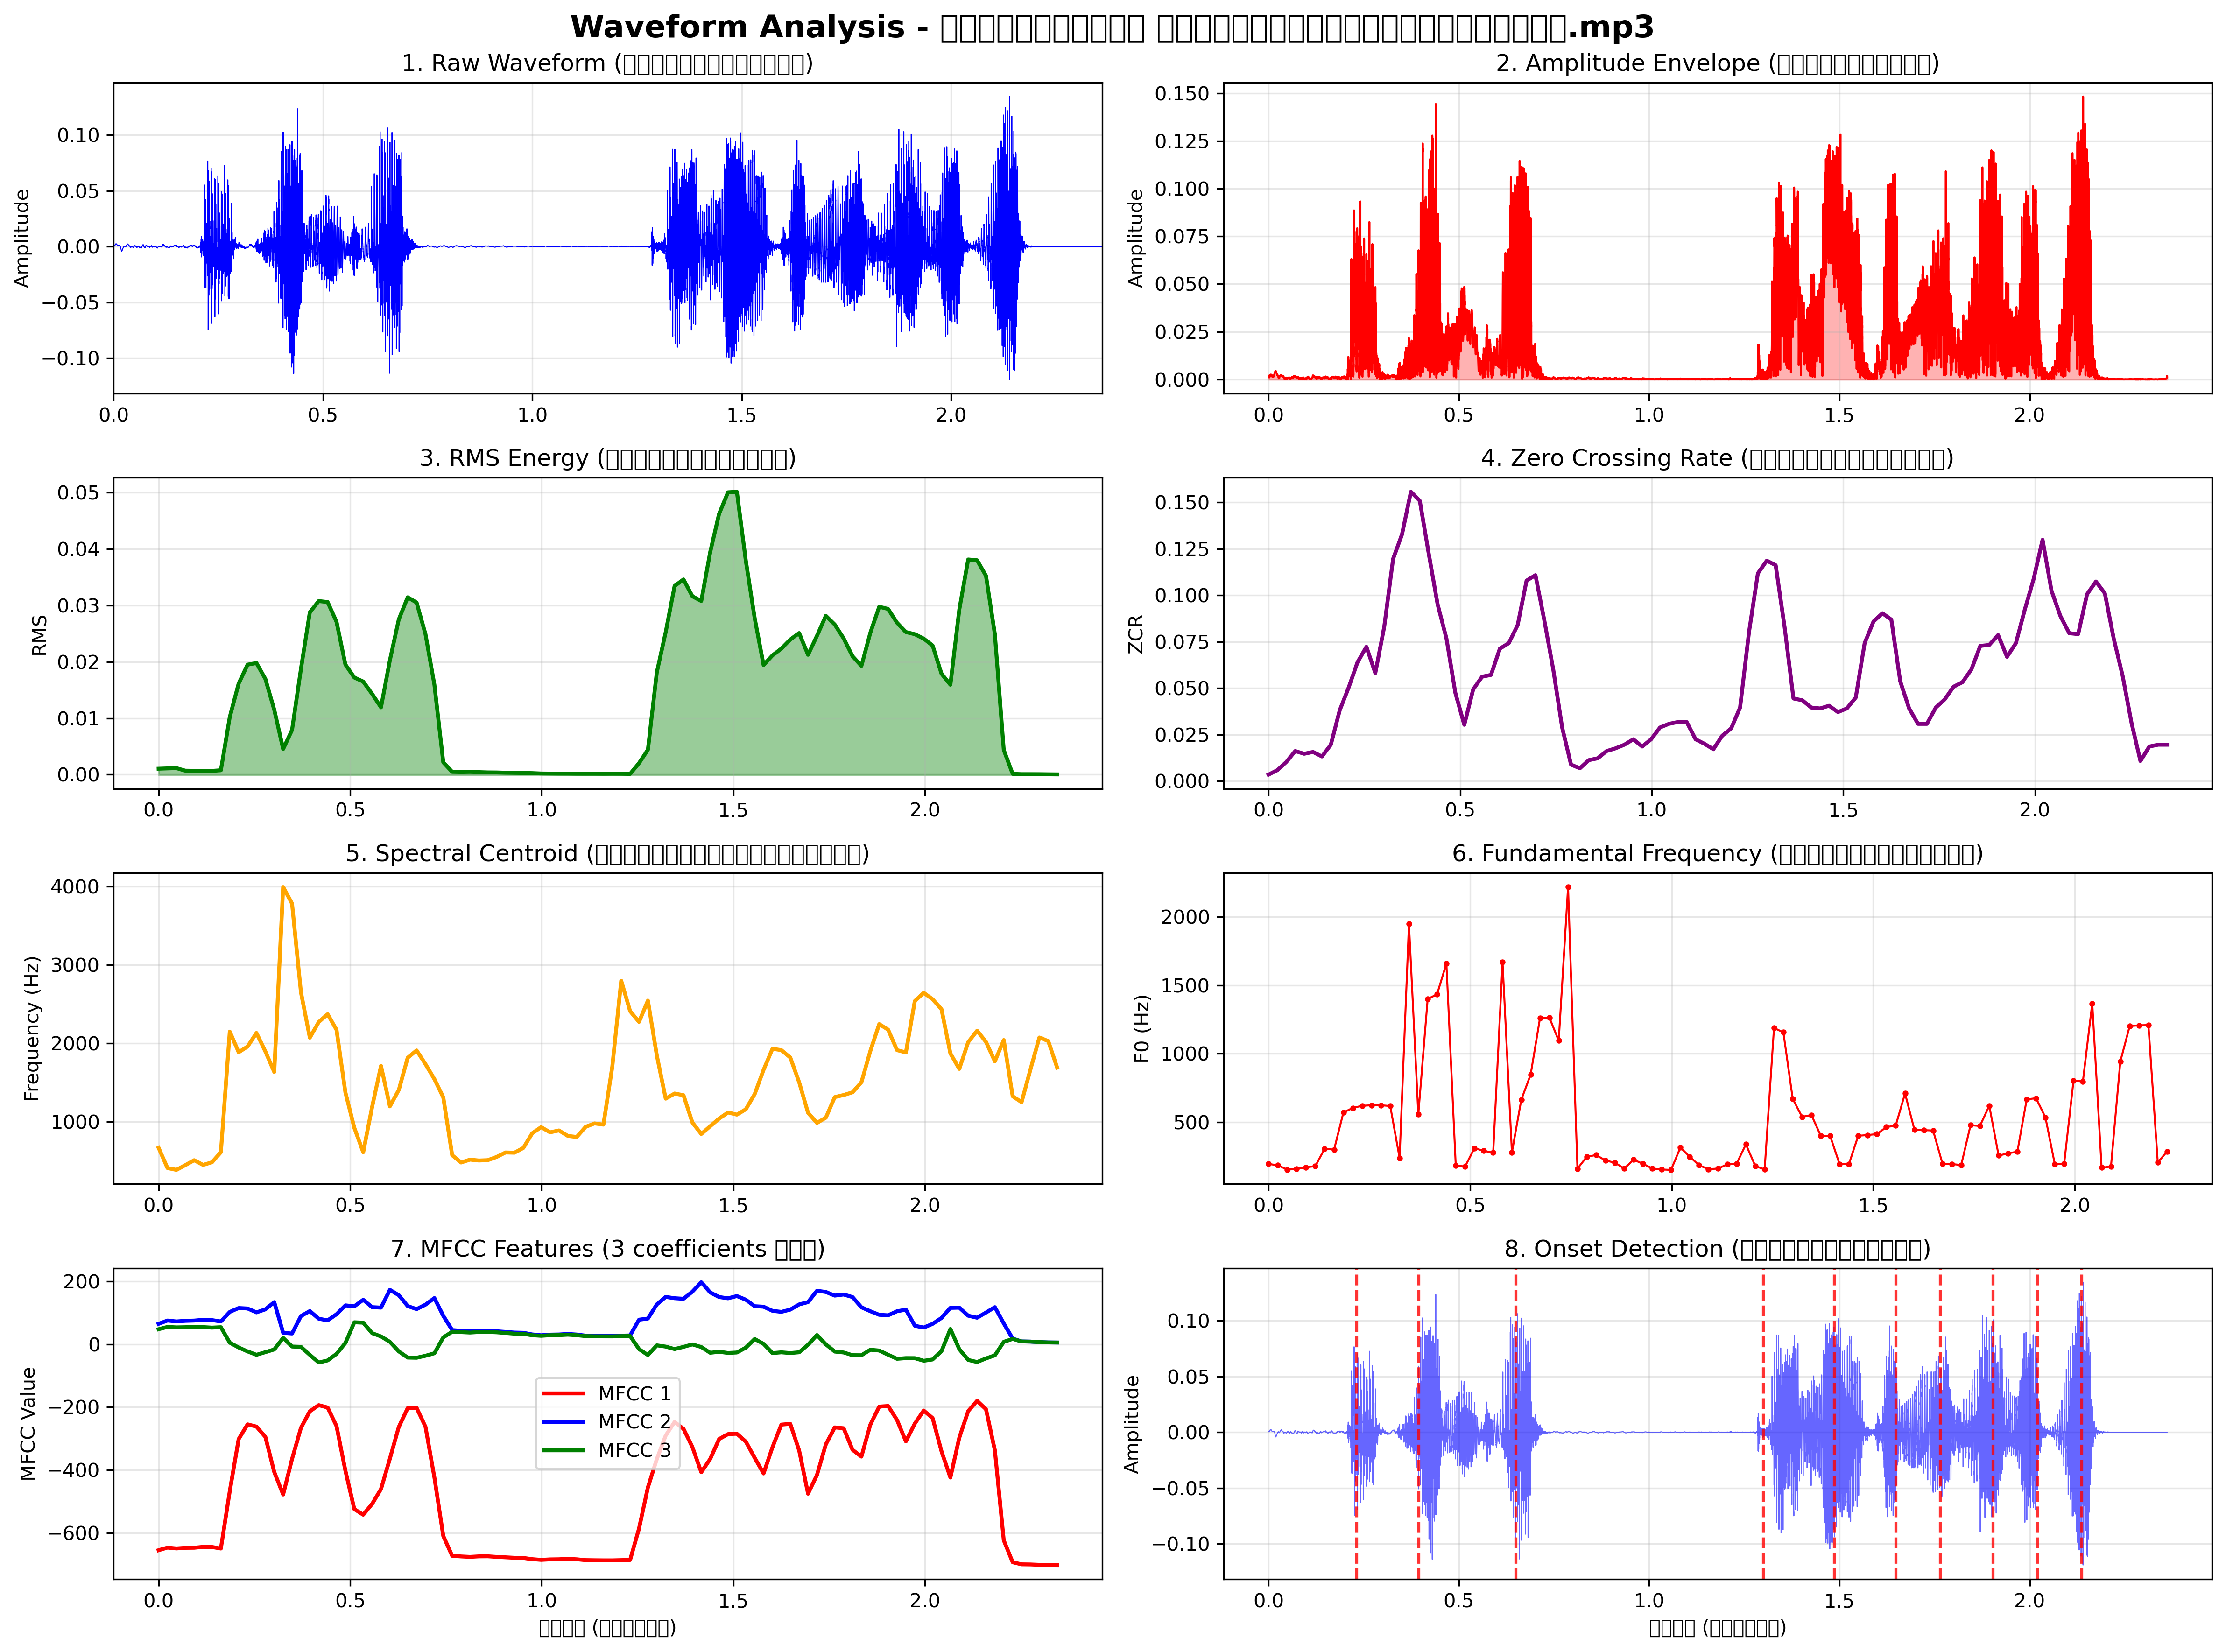 Waveform Analysis - .mp3
1. Raw Waveform ()
0.10
0.05
0.00
−0.05
−0.10
Amplitude
0.0 0.5 1.0 1.5 2.0
2. Amplitude Envelope ()
0.150
0.125
0.100
0.075
0.050
0.025
0.000
Amplitude
0.0 0.5 1.0 1.5 2.0
3. RMS Energy ()
0.05
0.04
0.03
0.02
0.01
0.00
RMS
0.0 0.5 1.0 1.5 2.0
4. Zero Crossing Rate ()
0.150
0.125
0.100
0.075
0.050
0.025
0.000
ZCR
0.0 0.5 1.0 1.5 2.0
5. Spectral Centroid ()
4000
3000
2000
1000
Frequency (Hz)
0.0 0.5 1.0 1.5 2.0
6. Fundamental Frequency ()
2000
1500
1000
500
F0 (Hz)
0.0 0.5 1.0 1.5 2.0
7. MFCC Features (3 coefficients )
200
0
−200
−400
−600
MFCC Value
MFCC 1
MFCC 2
MFCC 3
0.0 0.5 1.0 1.5 2.0
8. Onset Detection ()
0.10
0.05
0.00
−0.05
−0.10
Amplitude
0.0 0.5 1.0 1.5 2.0